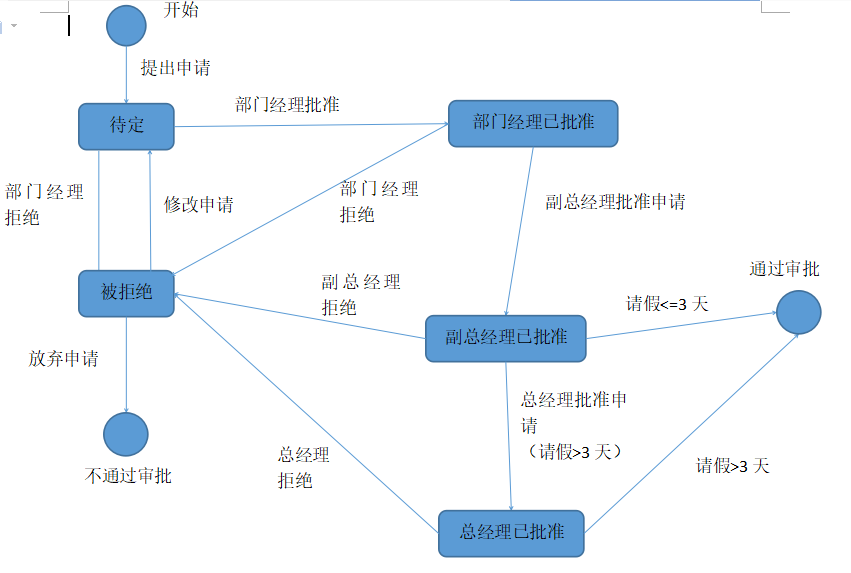 开始
提出申请
部门经理批准
待定
部门经理已批准
部门经理
拒绝
修改申请
部门经理
拒绝
副总经理批准申请
通过审批
被拒绝
副总经理
拒绝
请假<=3 天
副总经理已批准
放弃申请
总经理批准申
请
（请假>3 天）
总经理
拒绝
请假>3 天
不通过审批
总经理已批准